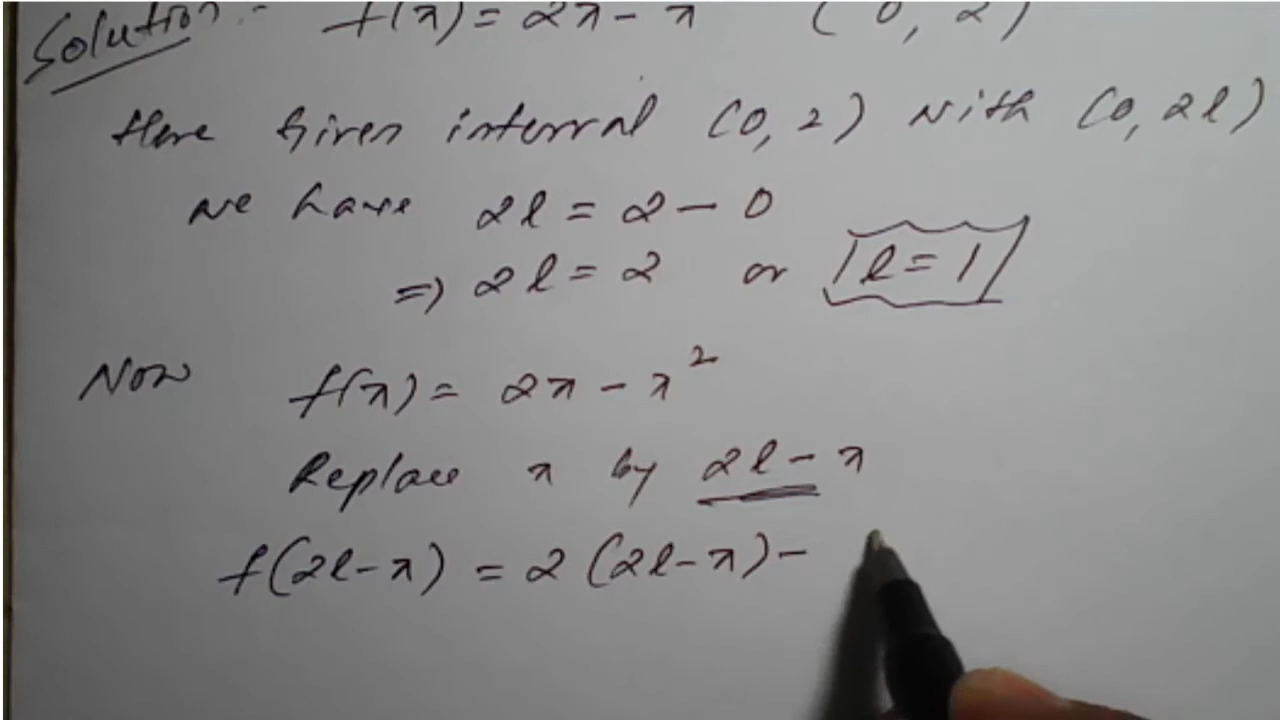 Solution:- f(x) = 2x - x (0, 2)
Here Given interval (0, 2) with (0, 2l)
we have 2l = 2 - 0
=> 2l = 2 or l = 1
Now f(x) = 2x - x²
Replace x by 2l - x
f(2l - x) = 2 (2l - x) -